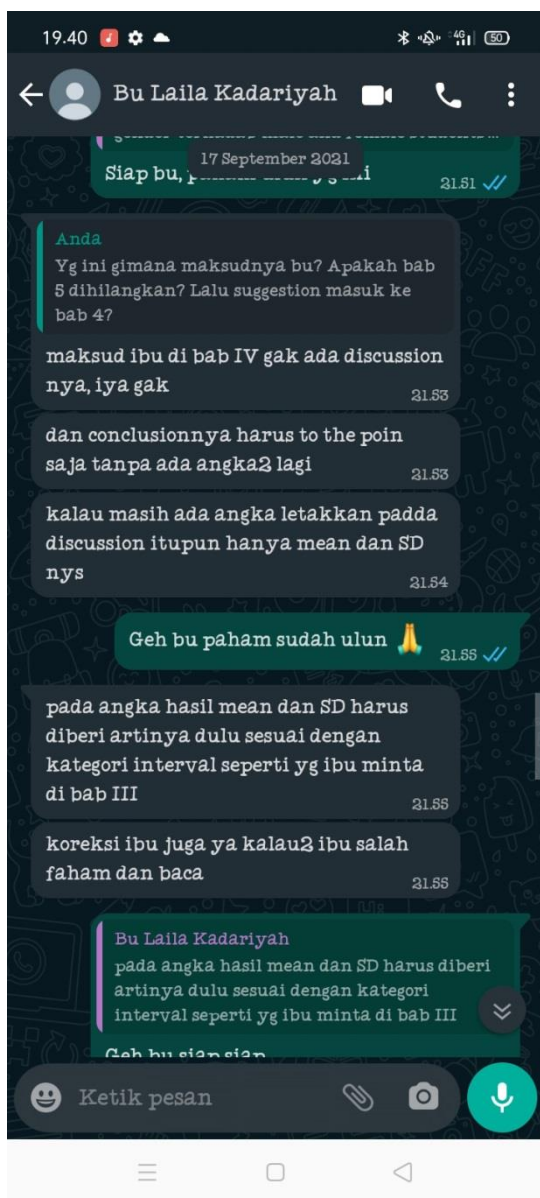 19.40
4G
50
Bu Laila Kadariyah
17 September 2021
Siap bu,
21.51
Anda
Yg ini gimana maksudnya bu? Apakah bab
5 dihilangkan? Lalu suggestion masuk ke
bab 4?
maksud ibu di bab IV gak ada discussion
nya, iya gak
21.53
dan conclusionnya harus to the poin
saja tanpa ada angka2 lagi
21.53
kalau masih ada angka letakkan padda
discussion itupun hanya mean dan SD
nys
21.54
Geh bu paham sudah ulun 🙏
21.55
pada angka hasil mean dan SD harus
diberi artinya dulu sesuai dengan
kategori interval seperti yg ibu minta
di bab III
21.55
koreksi ibu juga ya kalau2 ibu salah
faham dan baca
21.55
Bu Laila Kadariyah
pada angka hasil mean dan SD harus diberi
artinya dulu sesuai dengan kategori
interval seperti yg ibu minta di bab III
Geh bu siap siap
Ketik pesan